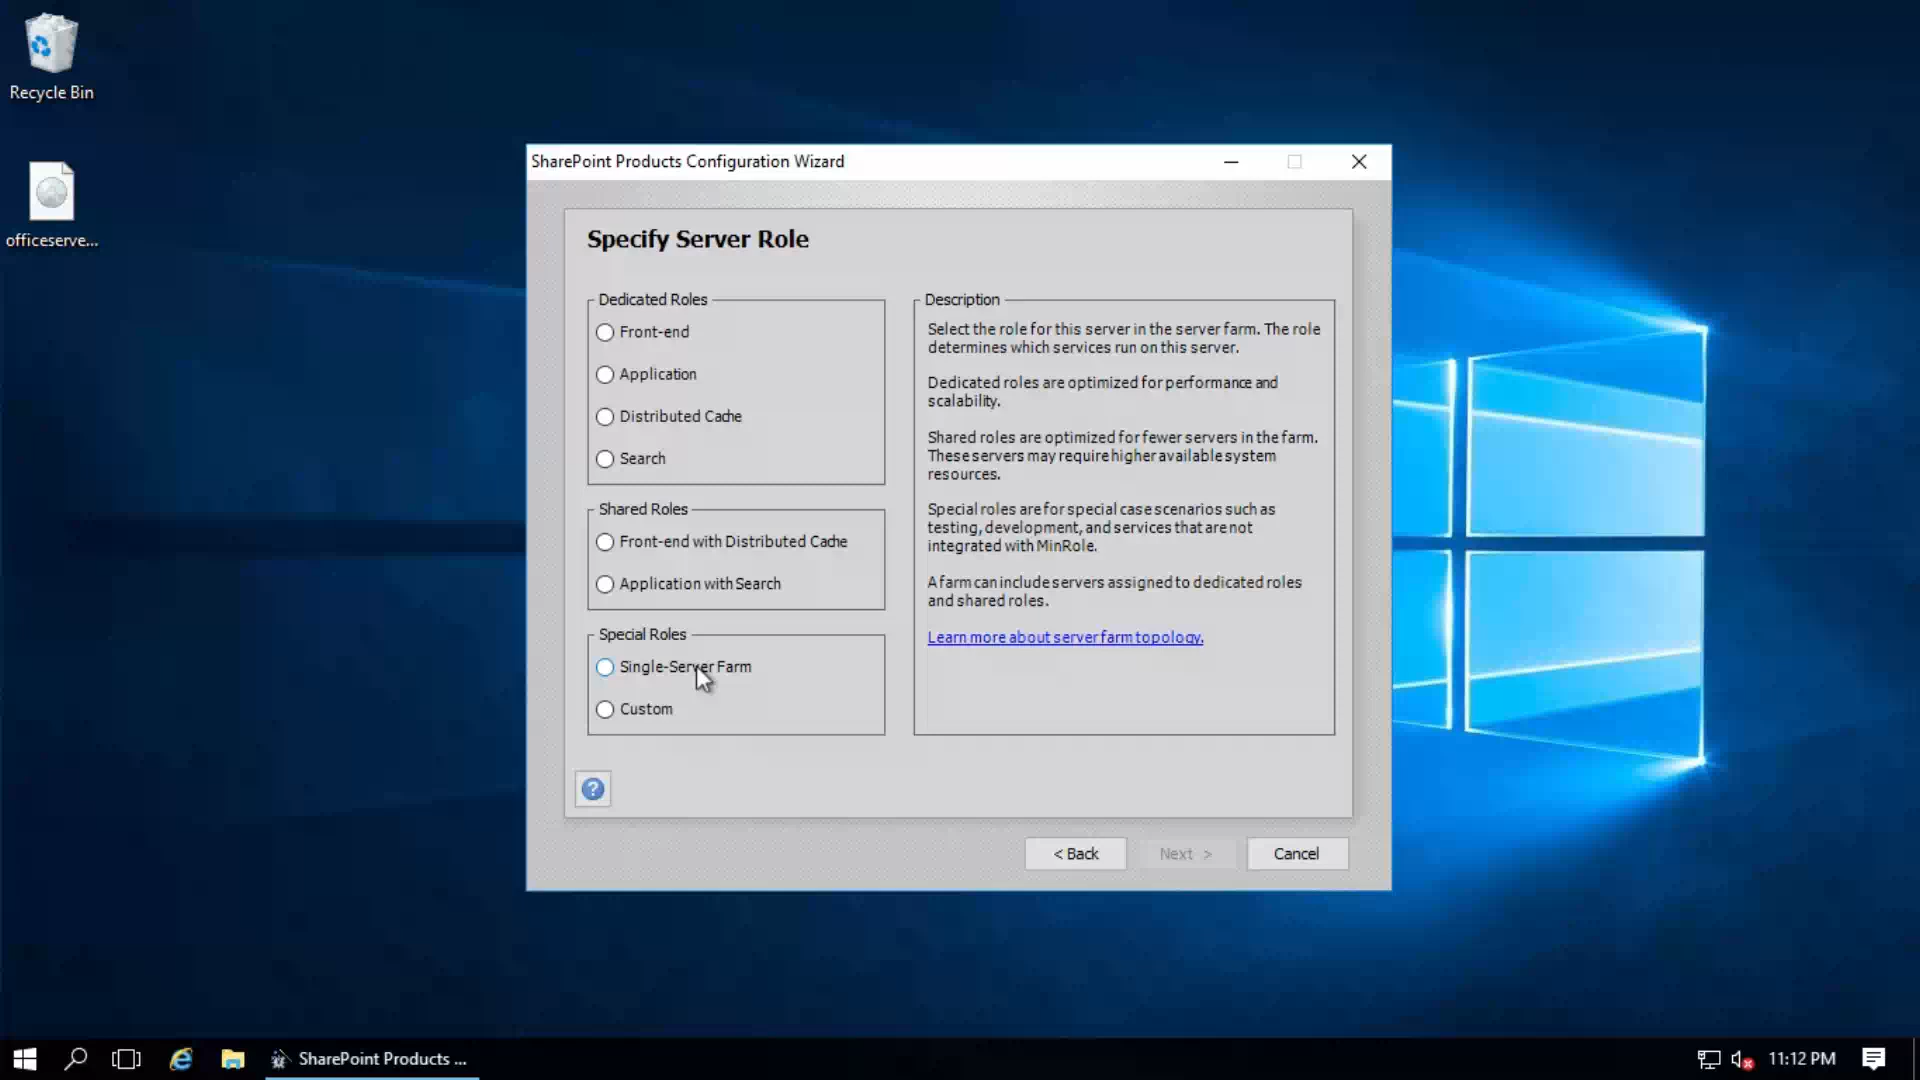 Recycle Bin
officeserve...
SharePoint Products Configuration Wizard
Specify Server Role
Dedicated Roles
Front-end
Application
Distributed Cache
Search
Shared Roles
Front-end with Distributed Cache
Application with Search
Special Roles
Single-Server Farm
Custom
Description
Select the role for this server in the server farm. The role
determines which services run on this server.
Dedicated roles are optimized for performance and
scalability.
Shared roles are optimized for fewer servers in the farm.
These servers may require higher available system
resources.
Special roles are for special case scenarios such as
testing, development, and services that are not
integrated with MinRole.
A farm can include servers assigned to dedicated roles
and shared roles.
Learn more about server farm topology.
?
< Back
Next >
Cancel
SharePoint Products ...
11:12 PM